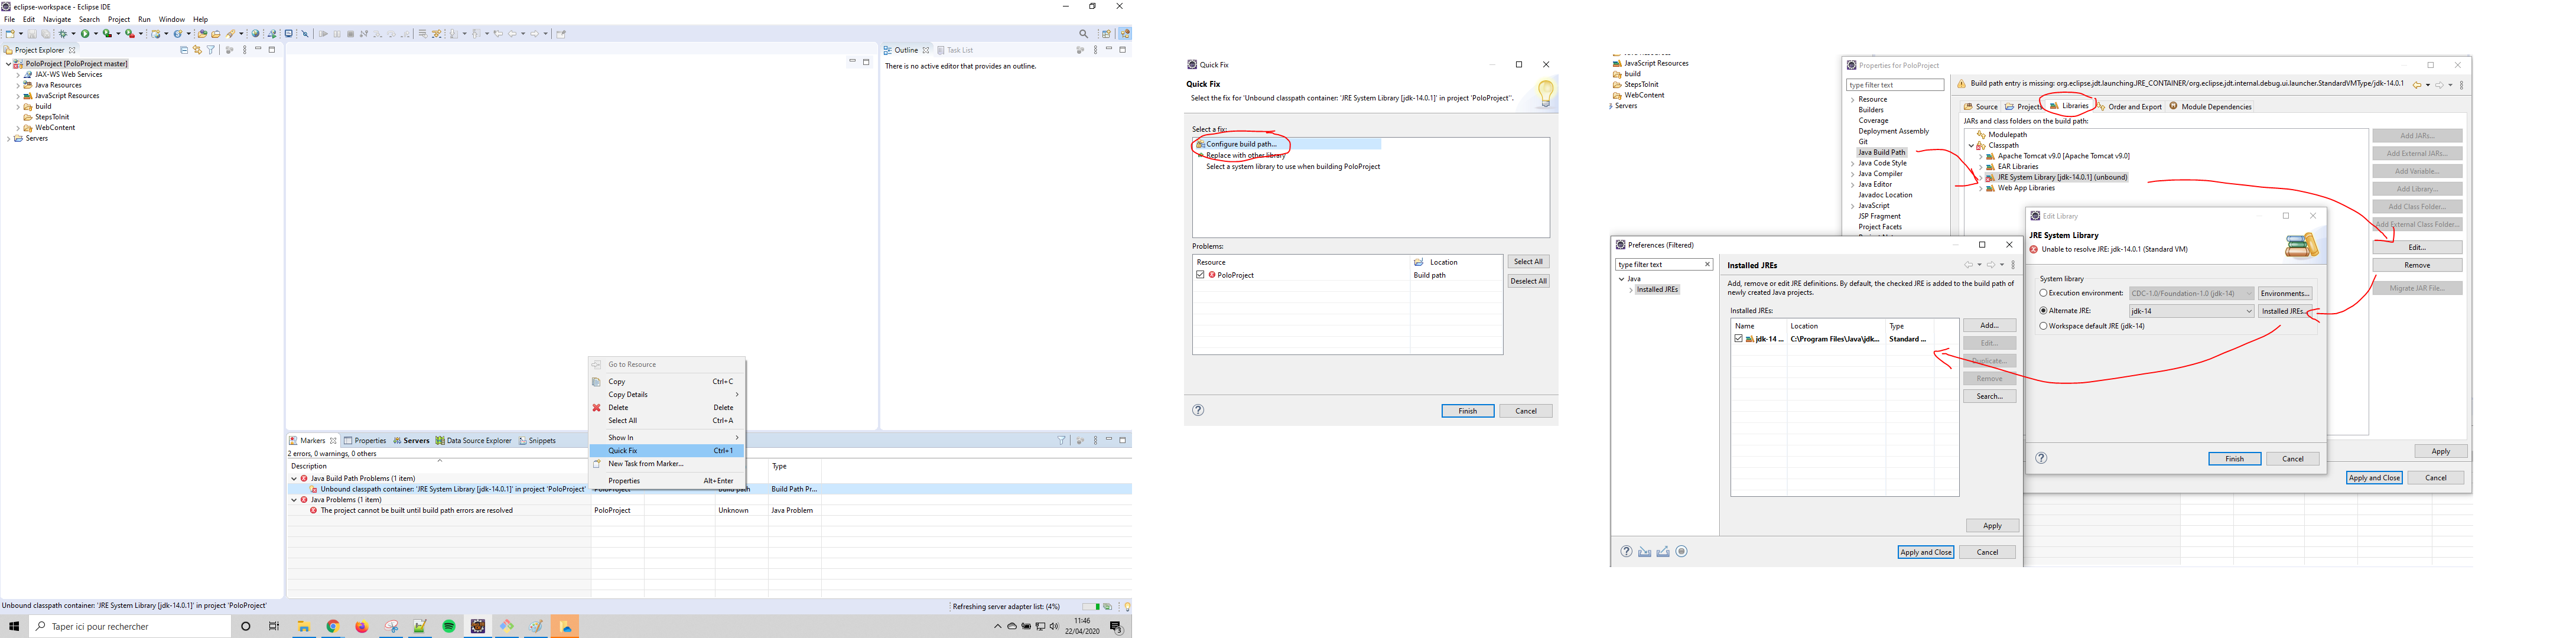 eclipse-workspace - Eclipse IDE
File Edit Navigate Search Project Run Window Help
Project Explorer
PoloProject [PoloProject master]
JAX-WS Web Services
Java Resources
JavaScript Resources
build
StepsToInit
WebContent
Servers
Outline Task List
There is no active editor that provides an outline.
Go to Resource
Copy Ctrl+C
Copy Details
Delete Delete
Select All Ctrl+A
Show In
Quick Fix Ctrl+1
New Task from Marker...
Properties Alt+Enter
Markers Properties Servers Data Source Explorer Snippets
2 errors, 0 warnings, 0 others
Description Type
Java Build Path Problems (1 item)
Unbound classpath container: 'JRE System Library [jdk-14.0.1]' in project 'PoloProject' PoloProject Build path Build Path Pr...
Java Problems (1 item)
The project cannot be built until build path errors are resolved PoloProject Unknown Java Problem
Unbound classpath container: 'JRE System Library [jdk-14.0.1]' in project 'PoloProject'
Refreshing server adapter list: (4%)
Taper ici pour rechercher
11:46
22/04/2020
3
Quick Fix
Quick Fix
Select the fix for 'Unbound classpath container: 'JRE System Library [jdk-14.0.1]' in project 'PoloProject''.
Select a fix:
Configure build path...
Replace with other library
Select a system library to use when building PoloProject
Problems:
Resource Location
PoloProject Build path
Select All
Deselect All
Finish Cancel
JavaScript Resources
build
StepsToInit
WebContent
Servers
Properties for PoloProject
type filter text
Build path entry is missing: org.eclipse.jdt.launching.JRE_CONTAINER/org.eclipse.jdt.internal.debug.ui.launcher.StandardVMType/jdk-14.0.1
Resource
Builders
Coverage
Deployment Assembly
Git
Java Build Path
Java Code Style
Java Compiler
Java Editor
Javadoc Location
JavaScript
JSP Fragment
Project Facets
Source Projects Libraries Order and Export Module Dependencies
JARs and class folders on the build path:
Modulepath
Classpath
Apache Tomcat v9.0 [Apache Tomcat v9.0]
EAR Libraries
JRE System Library [jdk-14.0.1] (unbound)
Web App Libraries
Add JARs...
Add External JARs...
Add Variable...
Add Library...
Add Class Folder...
Add External Class Folder...
Edit...
Remove
Migrate JAR File...
Apply
Apply and Close Cancel
Edit Library
JRE System Library
Unable to resolve JRE: jdk-14.0.1 (Standard VM)
System library
Execution environment: CDC-1.0/Foundation-1.0 (jdk-14) Environments...
Alternate JRE: jdk-14 Installed JREs...
Workspace default JRE (jdk-14)
Finish Cancel
Preferences (Filtered)
type filter text
Java
Installed JREs
Installed JREs
Add, remove or edit JRE definitions. By default, the checked JRE is added to the build path of
newly created Java projects.
Installed JREs:
Name Location Type
jdk-14 ... C:\Program Files\Java\jdk... Standard ...
Add...
Edit...
Duplicate...
Remove
Search...
Apply
Apply and Close Cancel